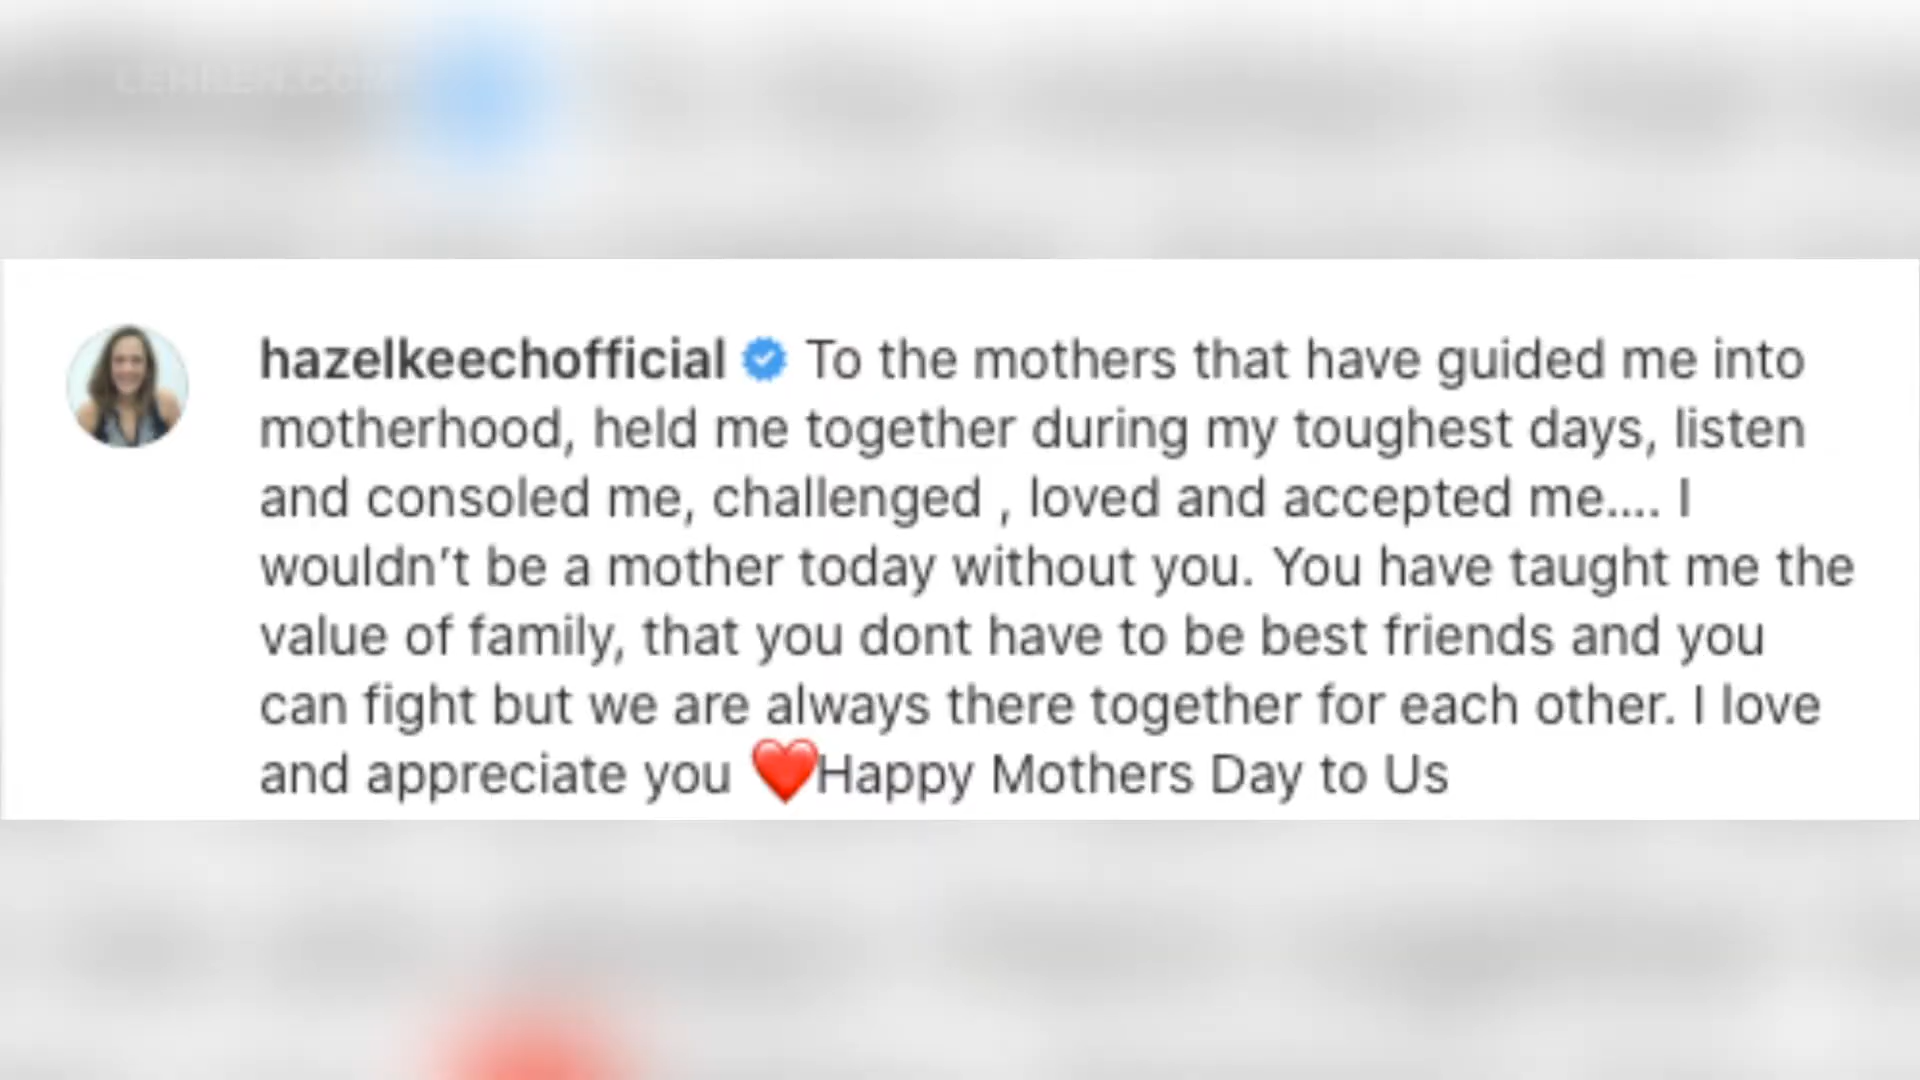 LEHREN.COM
hazelkeechofficial To the mothers that have guided me into
motherhood, held me together during my toughest days, listen
and consoled me, challenged , loved and accepted me.... I
wouldn’t be a mother today without you. You have taught me the
value of family, that you dont have to be best friends and you
can fight but we are always there together for each other. I love
and appreciate you ❤️Happy Mothers Day to Us